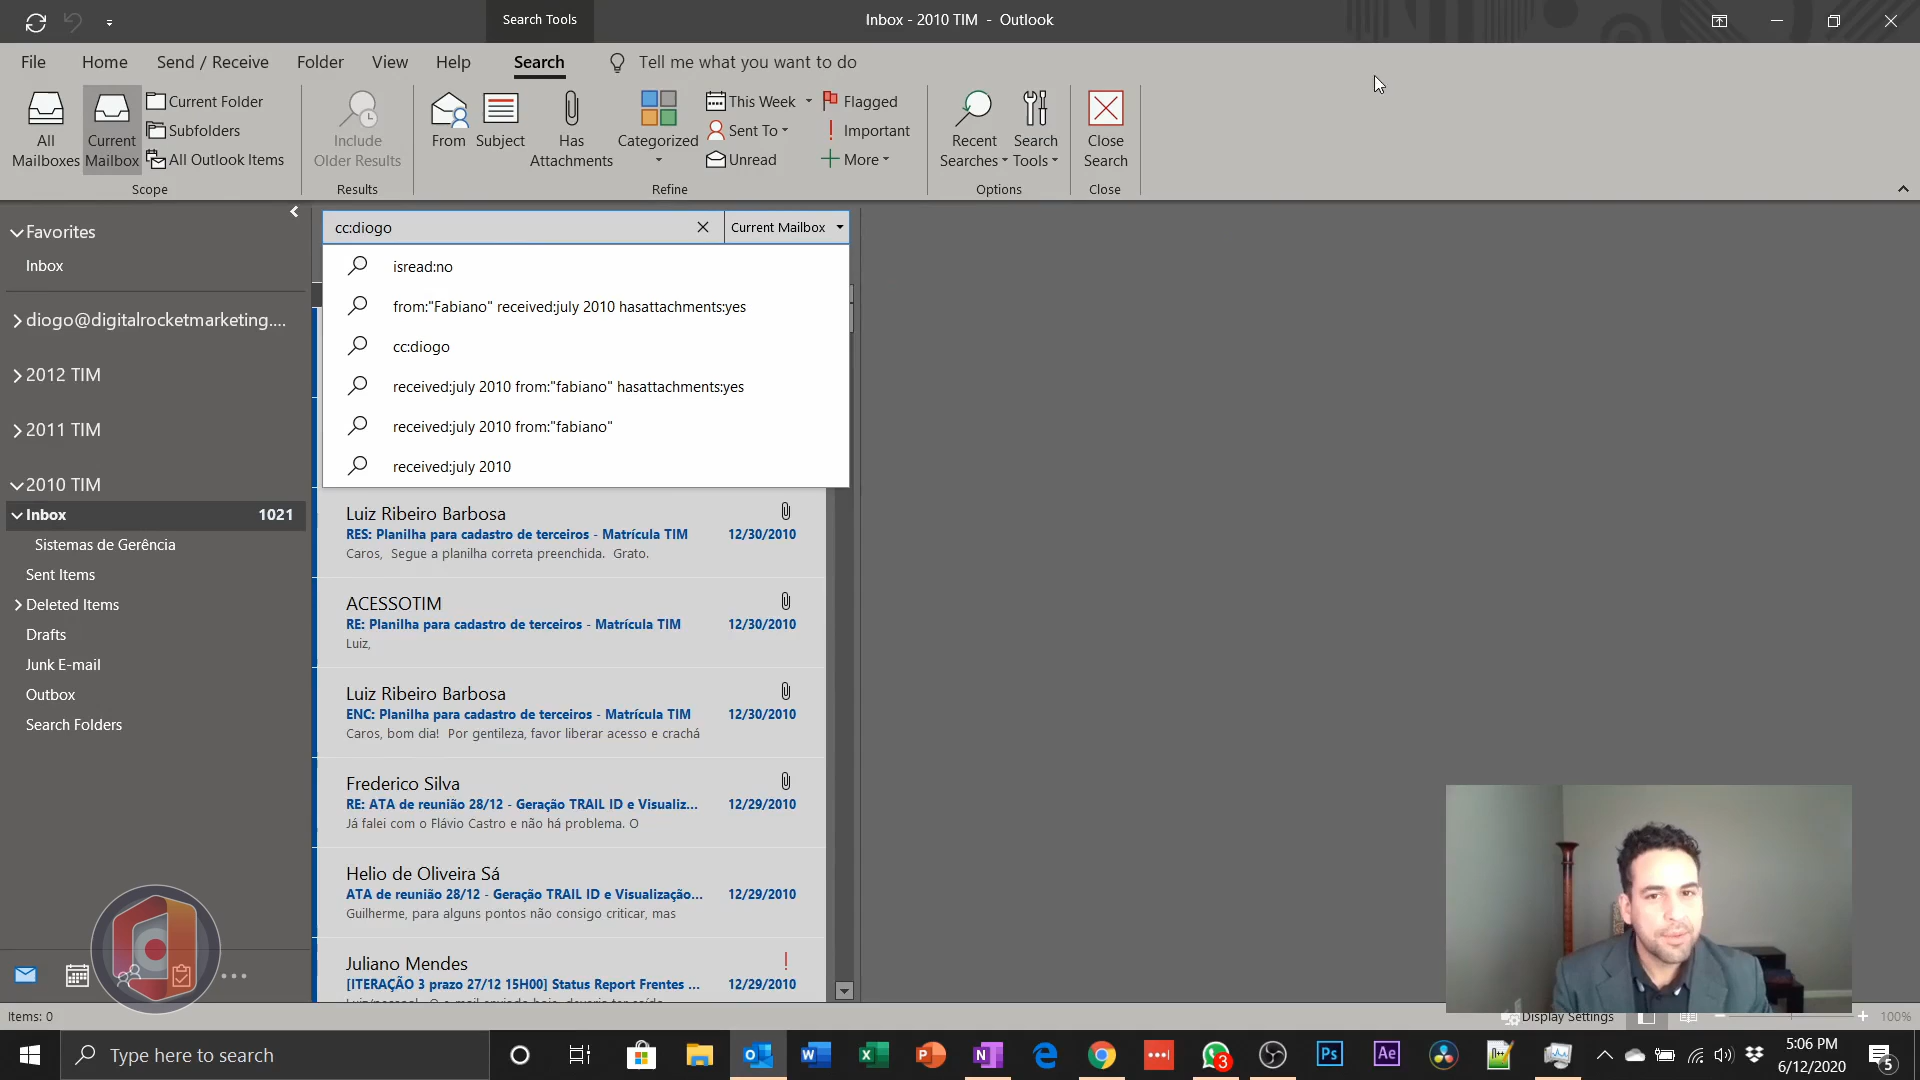 Search Tools
Inbox - 2010 TIM - Outlook
File
Home
Send / Receive
Folder
View
Help
Search
Tell me what you want to do
All
Mailboxes
Current
Mailbox
Current Folder
Subfolders
All Outlook Items
Scope
Include
Older Results
Results
From
Subject
Has
Attachments
Categorized
This Week
Sent To
Unread
Flagged
Important
More
Refine
Recent
Searches
Search
Tools
Options
Close
Search
Close
Favorites
Inbox
diogo@digitalrocketmarketing....
2012 TIM
2011 TIM
2010 TIM
Inbox 1021
Sistemas de Gerência
Sent Items
Deleted Items
Drafts
Junk E-mail
Outbox
Search Folders
cc:diogo
Current Mailbox
isread:no
from:"Fabiano" received:july 2010 hasattachments:yes
cc:diogo
received:july 2010 from:"fabiano" hasattachments:yes
received:july 2010 from:"fabiano"
received:july 2010
Luiz Ribeiro Barbosa
RES: Planilha para cadastro de terceiros - Matrícula TIM 12/30/2010
Caros, Segue a planilha correta preenchida. Grato.
ACESSOTIM
RE: Planilha para cadastro de terceiros - Matrícula TIM 12/30/2010
Luiz,
Luiz Ribeiro Barbosa
ENC: Planilha para cadastro de terceiros - Matrícula TIM 12/30/2010
Caros, bom dia! Por gentileza, favor liberar acesso e crachá
Frederico Silva
RE: ATA de reunião 28/12 - Geração TRAIL ID e Visualiz... 12/29/2010
Já falei com o Flávio Castro e não há problema. O
Helio de Oliveira Sá
ATA de reunião 28/12 - Geração TRAIL ID e Visualização... 12/29/2010
Guilherme, para alguns pontos não consigo criticar, mas
Juliano Mendes
[ITERAÇÃO 3 prazo 27/12 15H00] Status Report Frentes ... 12/29/2010
Items: 0
Display Settings
100%
Type here to search
3
Ps
Ae
5:06 PM
6/12/2020
5